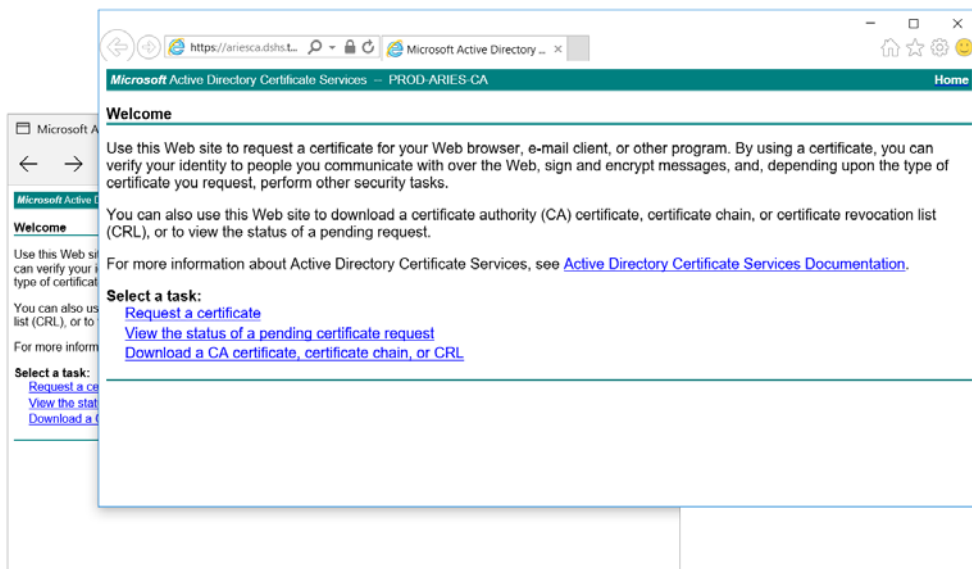 https://ariesca.dshs.t...
Microsoft Active Directory ...
Microsoft Active Directory Certificate Services -- PROD-ARIES-CA
Home
Welcome
Use this Web site to request a certificate for your Web browser, e-mail client, or other program. By using a certificate, you can
verify your identity to people you communicate with over the Web, sign and encrypt messages, and, depending upon the type of
certificate you request, perform other security tasks.
You can also use this Web site to download a certificate authority (CA) certificate, certificate chain, or certificate revocation list
(CRL), or to view the status of a pending request.
For more information about Active Directory Certificate Services, see Active Directory Certificate Services Documentation.
Select a task:
Request a certificate
View the status of a pending certificate request
Download a CA certificate, certificate chain, or CRL
Microsoft A
Microsoft Active
Welcome
Use this Web
can verify your
type of certificat
You can also us
list (CRL), or to
For more inform
Select a task:
Request a ce
View the stat
Download a